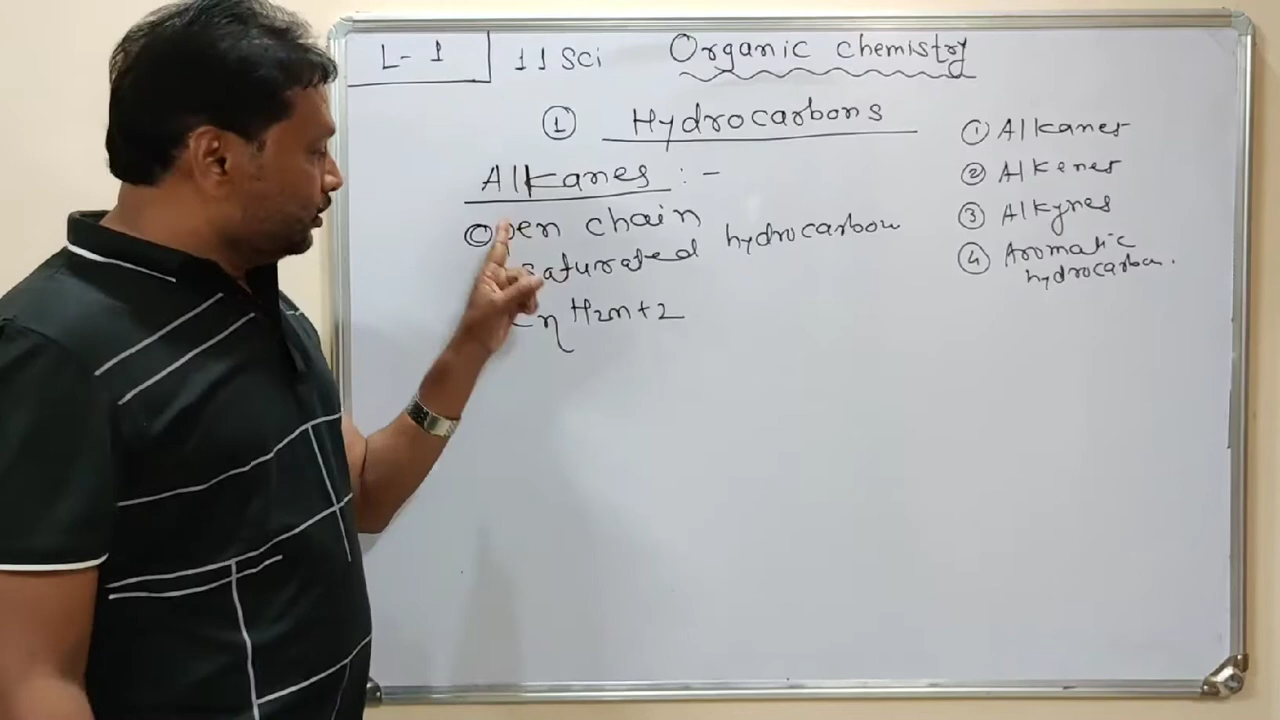 L- 1
11 Sci
Organic chemistry
① Hydrocarbons
Alkanes :-
Open chain
saturated hydrocarbon
CnH2n+2
① Alkanes
② Alkenes
③ Alkynes
④ Aromatic
hydrocarbon.